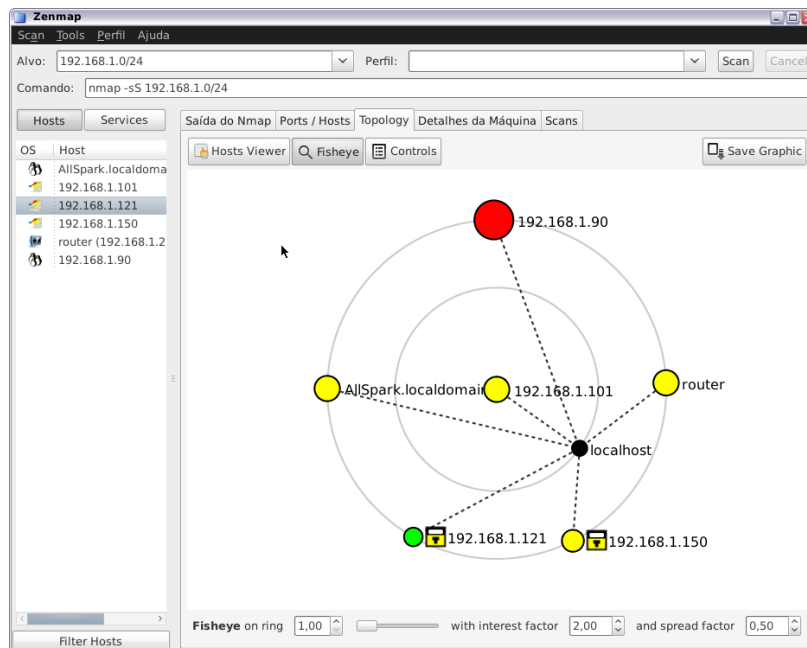 Zenmap
Scan Tools Perfil Ajuda
Alvo: 192.168.1.0/24 Perfil: Scan Cancel
Comando: nmap -sS 192.168.1.0/24
Hosts Services
OS Host
AllSpark.localdoma
192.168.1.101
192.168.1.121
192.168.1.150
router (192.168.1.2
192.168.1.90
Filter Hosts
Saída do Nmap Ports / Hosts Topology Detalhes da Máquina Scans
Hosts Viewer Fisheye Controls Save Graphic
192.168.1.90
AllSpark.localdomain 192.168.1.101 router
localhost
192.168.1.121 192.168.1.150
Fisheye on ring 1,00 with interest factor 2,00 and spread factor 0,50